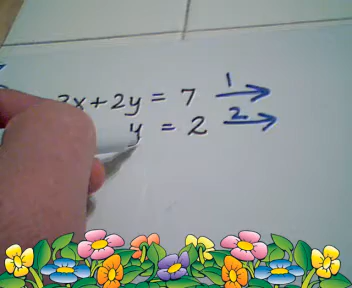 x+2y = 7 1
y = 2 2